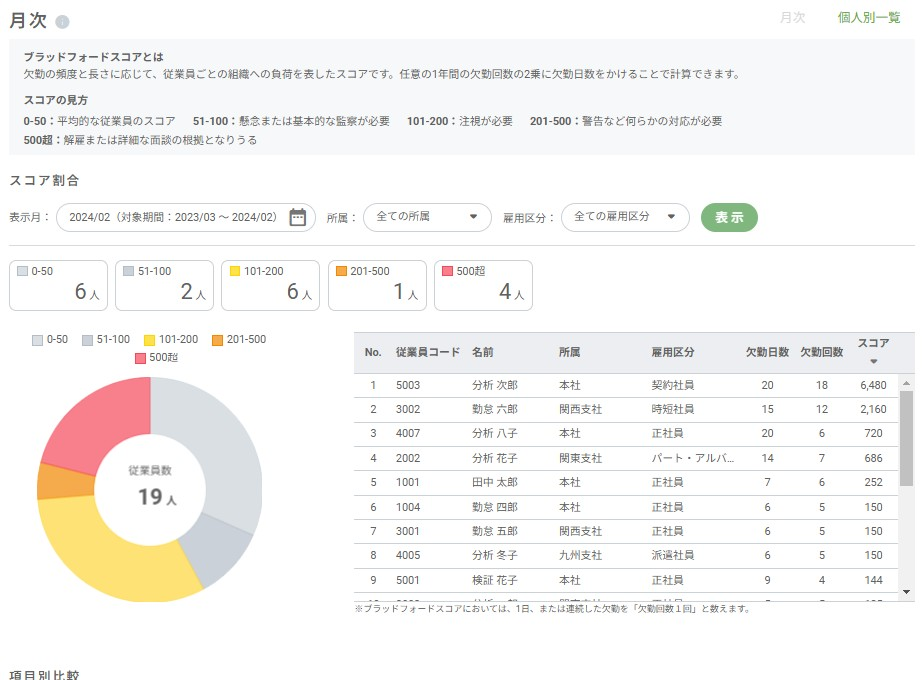 月次
月次 個人別一覧
ブラッドフォードスコアとは
欠勤の頻度と長さに応じて、従業員ごとの組織への負荷を表したスコアです。任意の1年間の欠勤回数の2乗に欠勤日数をかけることで計算できます。
スコアの見方
0-50：平均的な従業員のスコア 51-100：懸念または基本的な監察が必要 101-200：注視が必要 201-500：警告など何らかの対応が必要
500超：解雇または詳細な面談の根拠となりうる
スコア割合
表示月： 2024/02（対象期間：2023/03 ～ 2024/02） 所属： 全ての所属 雇用区分： 全ての雇用区分 表示
0-50 51-100 101-200 201-500 500超
6人 2人 6人 1人 4人
0-50 51-100 101-200 201-500
500超
従業員数
19人
No. 従業員コード 名前 所属 雇用区分 欠勤日数 欠勤回数 スコア
1 5003 分析 次郎 本社 契約社員 20 18 6,480
2 3002 勤怠 六郎 関西支社 時短社員 15 12 2,160
3 4007 分析 八子 本社 正社員 20 6 720
4 2002 分析 花子 関東支社 パート・アルバ... 14 7 686
5 1001 田中 太郎 本社 正社員 7 6 252
6 1004 勤怠 四郎 本社 正社員 6 5 150
7 3001 勤怠 五郎 関西支社 正社員 6 5 150
8 4005 分析 冬子 九州支社 派遣社員 6 5 150
9 5001 検証 花子 本社 正社員 9 4 144
※ブラッドフォードスコアにおいては、1日、または連続した欠勤を「欠勤回数１回」と数えます。
項目別比較